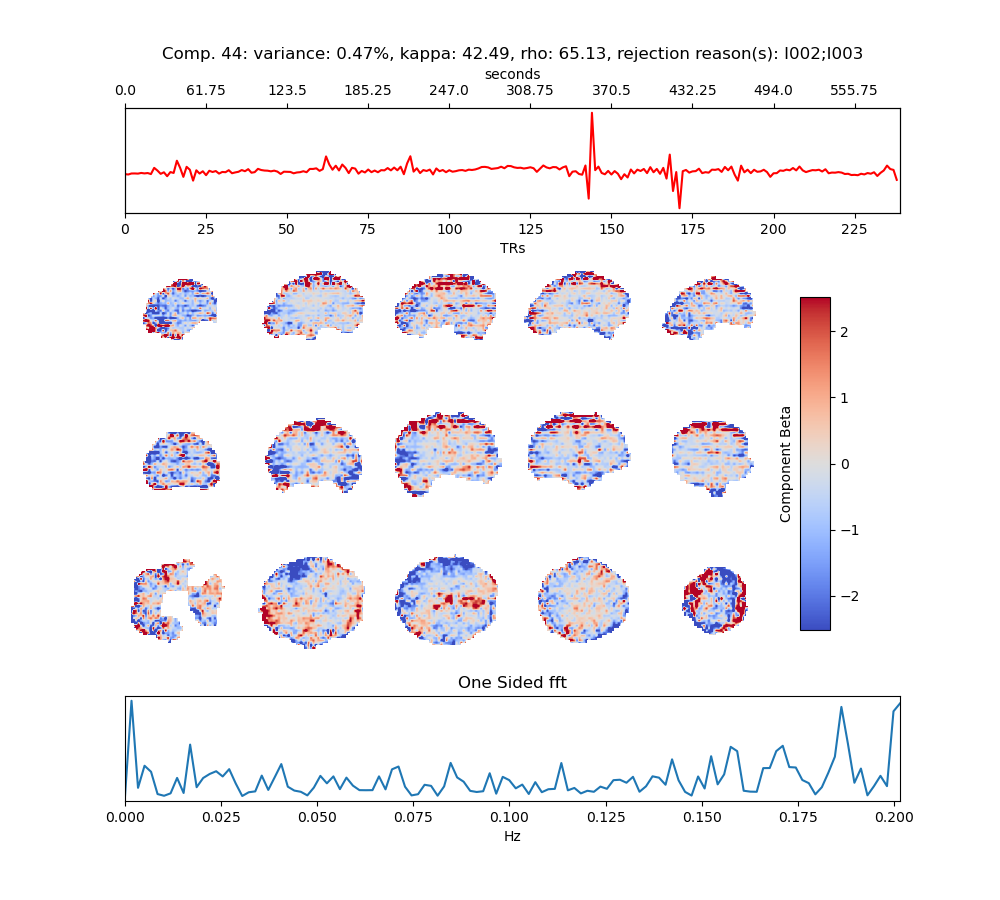 Comp. 44: variance: 0.47%, kappa: 42.49, rho: 65.13, rejection reason(s): I002;I003
seconds
0.0 61.75 123.5 185.25 247.0 308.75 370.5 432.25 494.0 555.75
0 25 50 75 100 125 150 175 200 225
TRs
2
1
0
−1
−2
Component Beta
One Sided fft
0.000 0.025 0.050 0.075 0.100 0.125 0.150 0.175 0.200
Hz